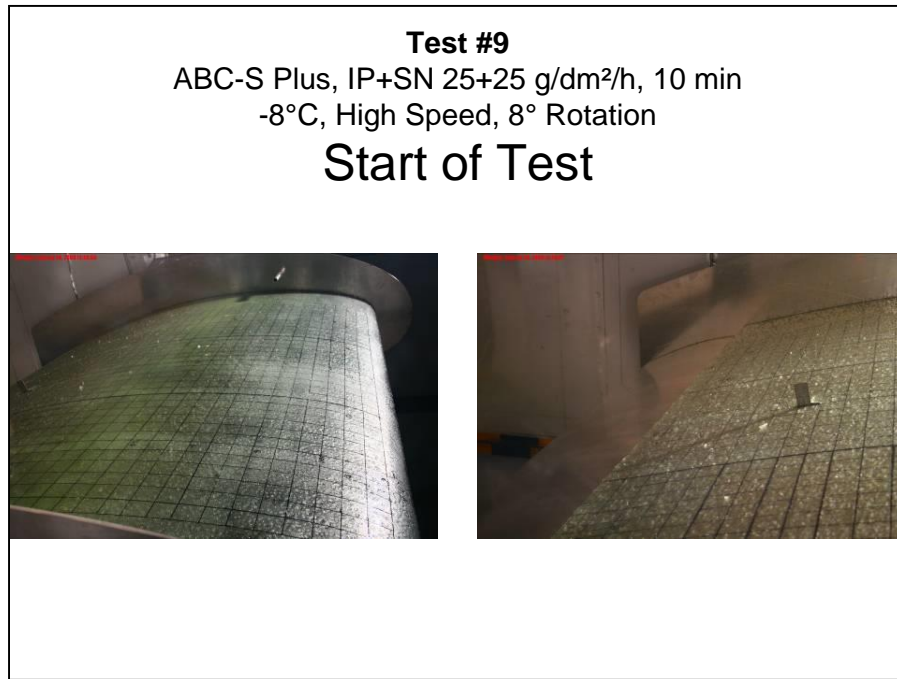 Test #9
ABC-S Plus, IP+SN 25+25 g/dm²/h, 10 min
-8°C, High Speed, 8° Rotation
Start of Test